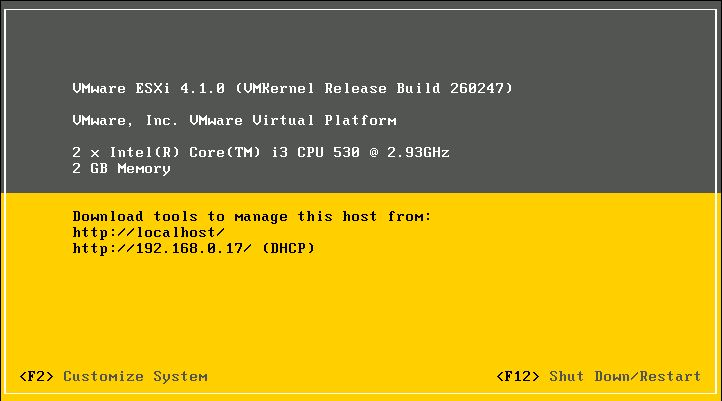 VMware ESXi 4.1.0 (VMKernel Release Build 260247)
VMware, Inc. VMware Virtual Platform
2 x Intel(R) Core(TM) i3 CPU 530 @ 2.93GHz
2 GB Memory
Download tools to manage this host from:
http://localhost/
http://192.168.0.17/ (DHCP)
<F2> Customize System <F12> Shut Down/Restart